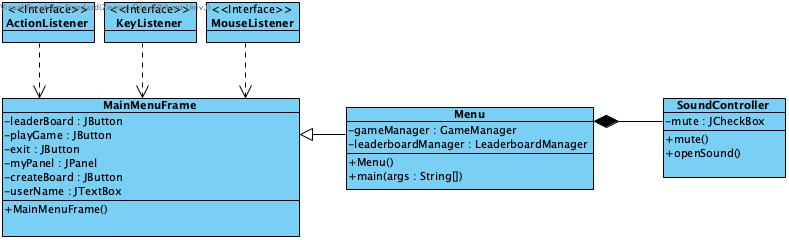 <<Interface>>
ActionListener
<<Interface>>
KeyListener
<<Interface>>
MouseListener
MainMenuFrame
-leaderBoard : JButton
-playGame : JButton
-exit : JButton
-myPanel : JPanel
-createBoard : JButton
-userName : JTextBox
+MainMenuFrame()
Menu
-gameManager : GameManager
-leaderboardManager : LeaderboardManager
+Menu()
+main(args : String[])
SoundController
-mute : JCheckBox
+mute()
+openSound()